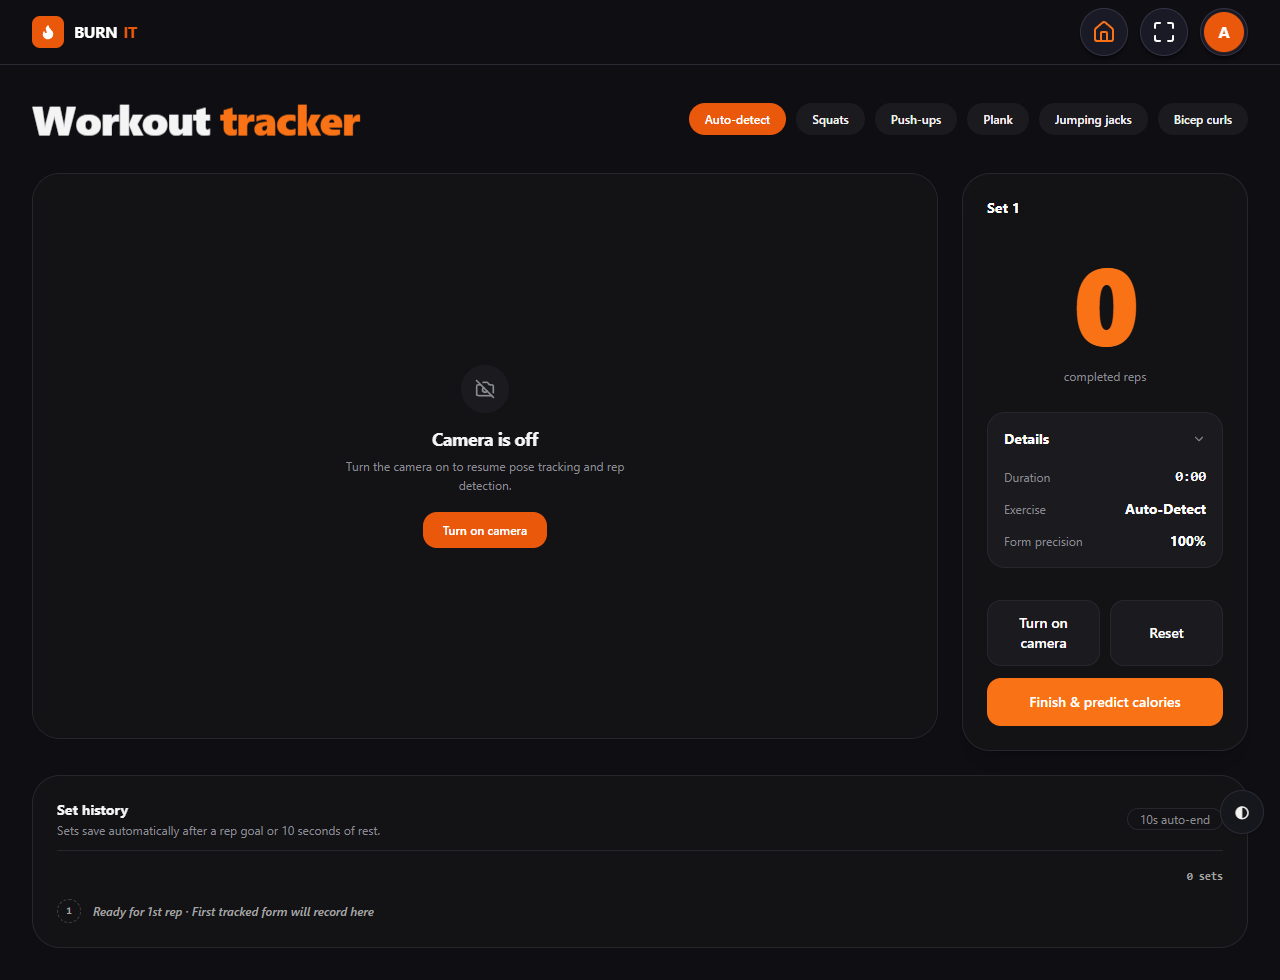 BURN IT
A
Workout tracker
Auto-detect
Squats
Push-ups
Plank
Jumping jacks
Bicep curls
Camera is off
Turn the camera on to resume pose tracking and rep
detection.
Turn on camera
Set 1
0
completed reps
Details
Duration 0:00
Exercise Auto-Detect
Form precision 100%
Turn on
camera
Reset
Finish & predict calories
Set history
Sets save automatically after a rep goal or 10 seconds of rest.
10s auto-end
0 sets
1
Ready for 1st rep · First tracked form will record here